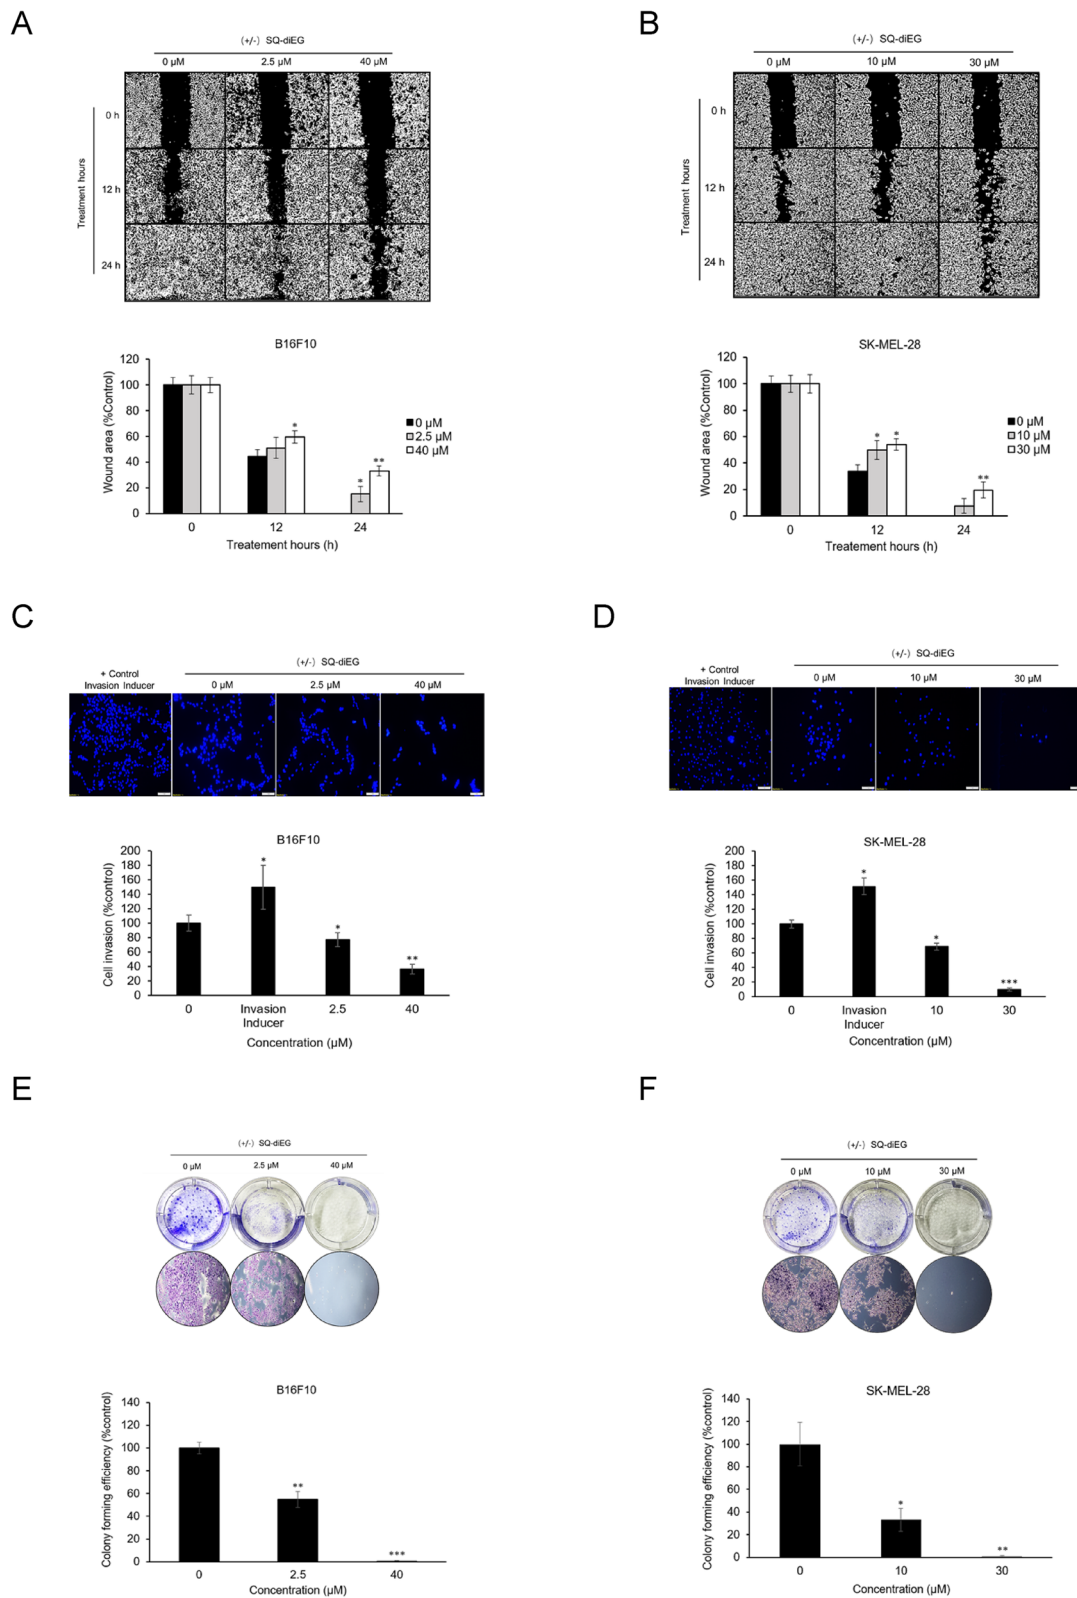 A
(+/-) SQ-diEG
0 µM 2.5 µM 40 µM
Treatment hours
0 h
12 h
24 h
B16F10
Wound area (%Control)
120
100
80
60
40
20
0
*
*
**
0 µM
2.5 µM
40 µM
0 12 24
Treatement hours (h)
B
(+/-) SQ-diEG
0 µM 10 µM 30 µM
Treatment hours
0 h
12 h
24 h
SK-MEL-28
Wound area (%Control)
120
100
80
60
40
20
0
* *
**
0 µM
10 µM
30 µM
0 12 24
Treatement hours (h)
C
(+/-) SQ-diEG
+ Control
Invasion Inducer
0 µM 2.5 µM 40 µM
B16F10
Cell invasion (%control)
200
180
160
140
120
100
80
60
40
20
0
*
*
**
0 Invasion Inducer 2.5 40
Concentration (µM)
D
(+/-) SQ-diEG
+ Control
Invasion Inducer
0 µM 10 µM 30 µM
SK-MEL-28
Cell invasion (%control)
200
180
160
140
120
100
80
60
40
20
0
*
*
***
0 Invasion Inducer 10 30
Concentration (µM)
E
(+/-) SQ-diEG
0 µM 2.5 µM 40 µM
B16F10
Colony forming efficiency (%control)
140
120
100
80
60
40
20
0
**
***
0 2.5 40
Concentration (µM)
F
(+/-) SQ-diEG
0 µM 10 µM 30 µM
SK-MEL-28
Colony forming efficiency (%control)
140
120
100
80
60
40
20
0
*
**
0 10 30
Concentration (µM)